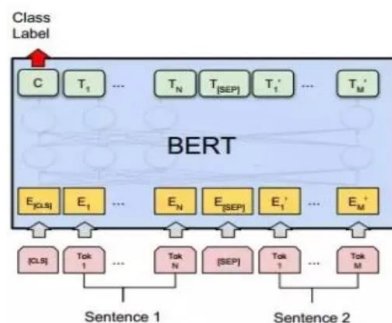 Class
Label
C T1 ... TN T[SEP] T1' ... TM'
BERT
E[CLS] E1 ... EN E[SEP] E1' ... EM'
[CLS] Tok 1 ... Tok N [SEP] Tok 1 ... Tok M
Sentence 1 Sentence 2